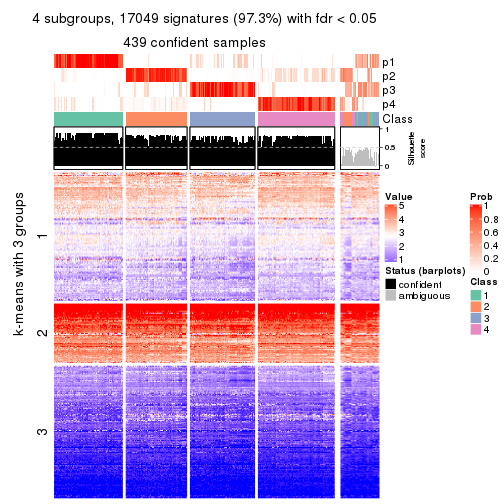 4 subgroups, 17049 signatures (97.3%) with fdr < 0.05
439 confident samples
p1
p2
p3
p4
Class
1
0.5
0
Silhouette
score
k-means with 3 groups
1
2
3
Value
5
4
3
2
1
Status (barplots)
confident
ambiguous
Prob
1
0.8
0.6
0.4
0.2
0
Class
1
2
3
4